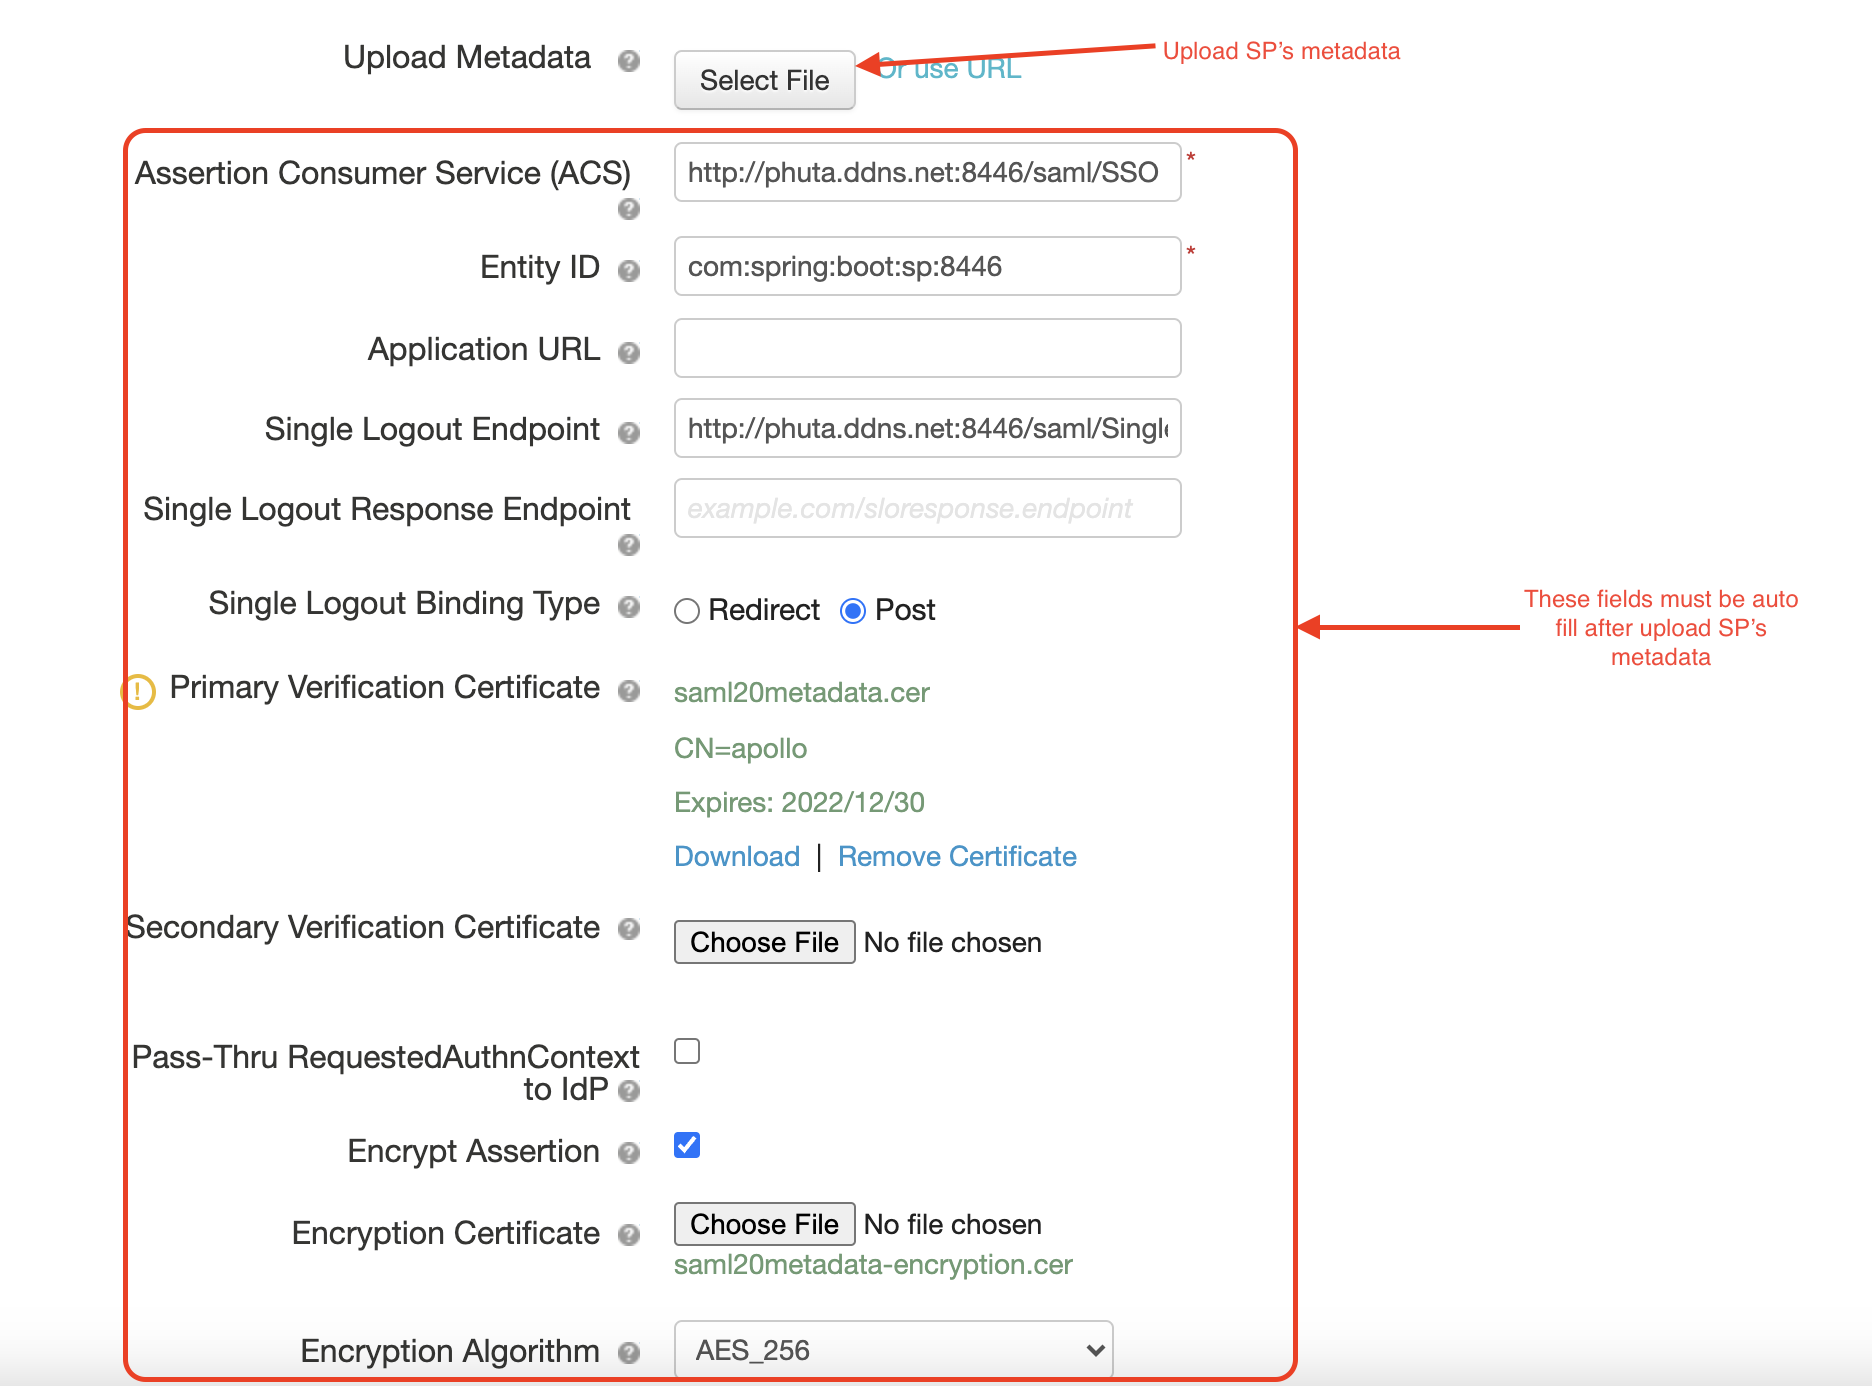 Upload Metadata
Select File
Or use URL
Upload SP's metadata
Assertion Consumer Service (ACS)
http://phuta.ddns.net:8446/saml/SSO
*
Entity ID
com:spring:boot:sp:8446
*
Application URL
Single Logout Endpoint
http://phuta.ddns.net:8446/saml/Single
Single Logout Response Endpoint
example.com/sloresponse.endpoint
Single Logout Binding Type
Redirect
Post
These fields must be auto
fill after upload SP's
metadata
Primary Verification Certificate
saml20metadata.cer
CN=apollo
Expires: 2022/12/30
Download | Remove Certificate
Secondary Verification Certificate
Choose File No file chosen
Pass-Thru RequestedAuthnContext
to IdP
Encrypt Assertion
Encryption Certificate
Choose File No file chosen
saml20metadata-encryption.cer
Encryption Algorithm
AES_256